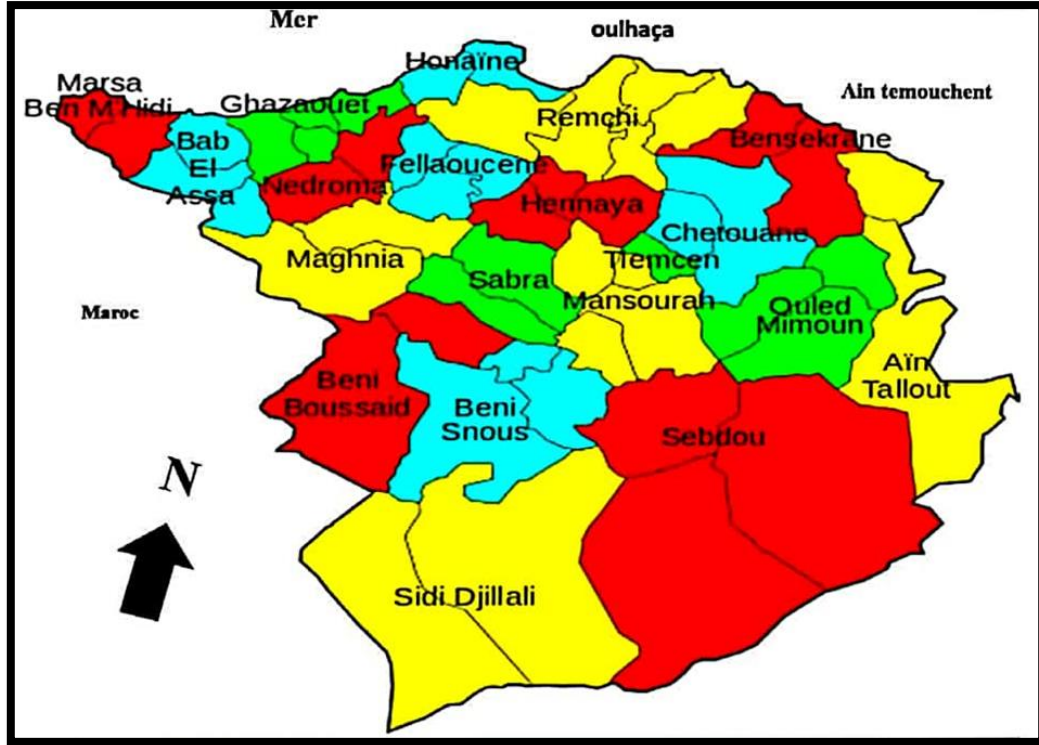 Mer
oulhaça
Honaïne
Marsa
Ben M'Hidi
Ghazaouet
Ain temouchent
Remchi
Bab
El
Assa
Bensekrane
Fellaoucene
Nedroma
Hennaya
Chetouane
Maghnia
Tlemcen
Sabra
Mansourah
Ouled
Mimoun
Maroc
Aïn
Tallout
Beni
Boussaid
Beni
Snous
Sebdou
N
Sidi Djillali